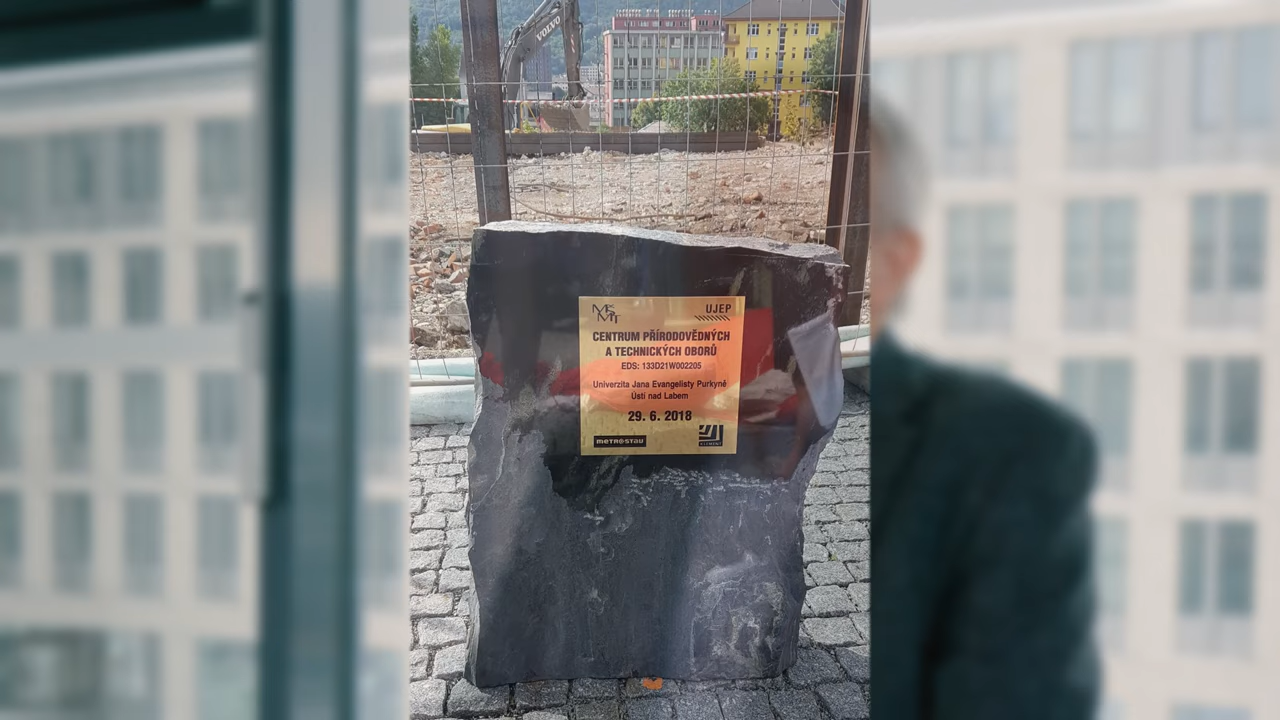 VOLVO
MŠMT
UJEP
CENTRUM PŘÍRODOVĚDNÝCH
A TECHNICKÝCH OBORŮ
EDS: 133D21W002205
Univerzita Jana Evangelisty Purkyně
Ústí nad Labem
29. 6. 2018
METROSTAV